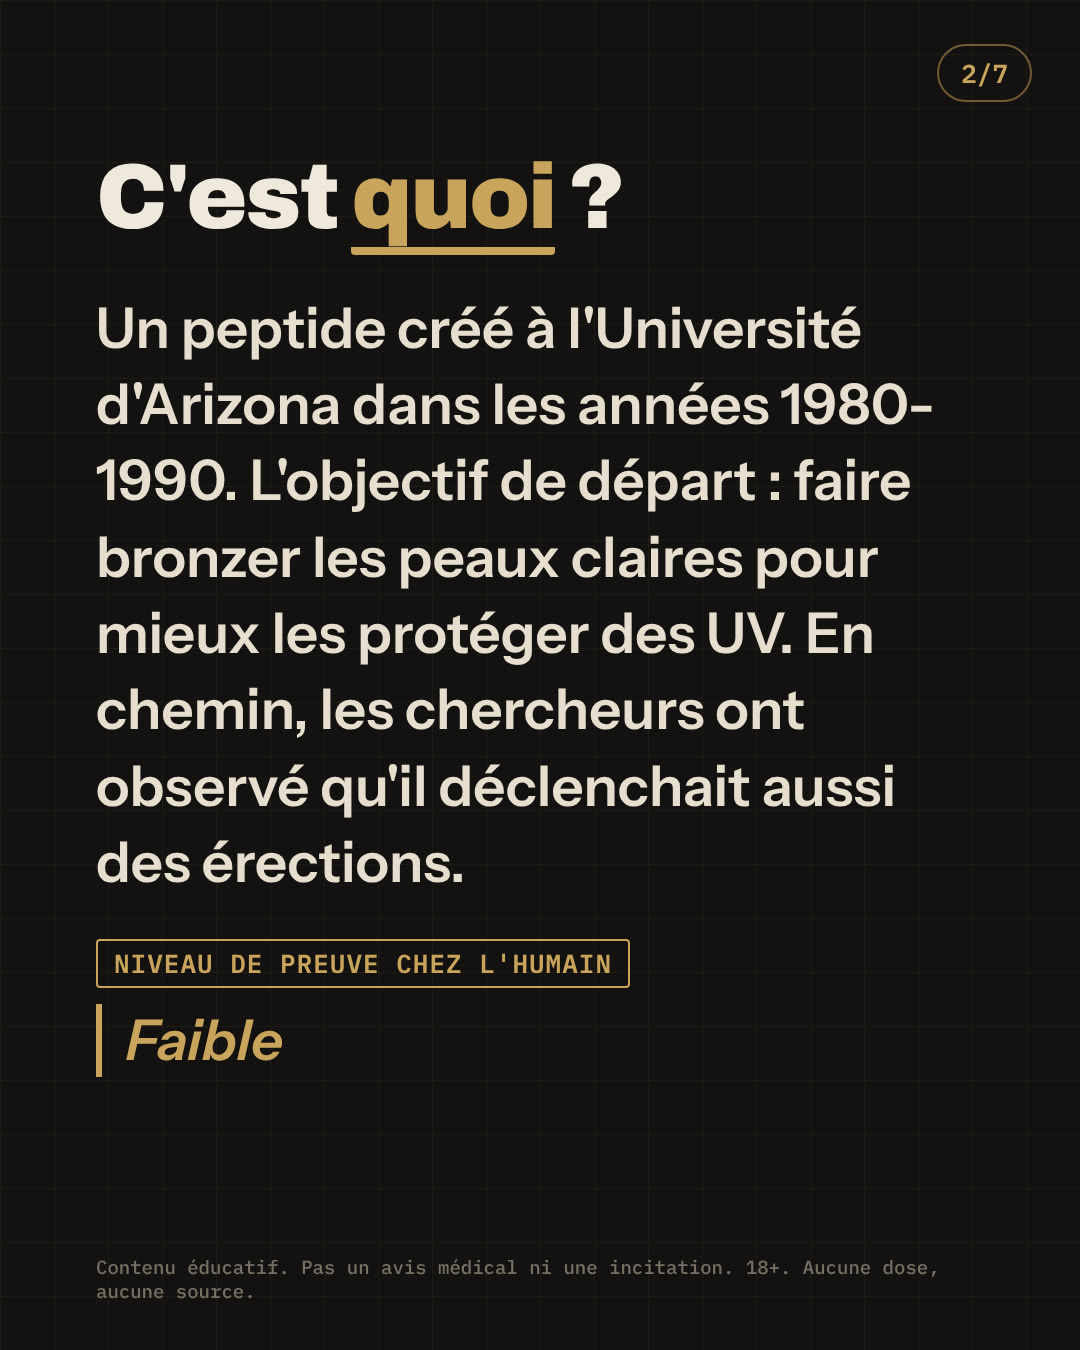 2/7
C'est quoi ?
Un peptide créé à l'Université
d'Arizona dans les années 1980-
1990. L'objectif de départ : faire
bronzer les peaux claires pour
mieux les protéger des UV. En
chemin, les chercheurs ont
observé qu'il déclenchait aussi
des érections.
NIVEAU DE PREUVE CHEZ L'HUMAIN
Faible
Contenu éducatif. Pas un avis médical ni une incitation. 18+. Aucune dose,
aucune source.